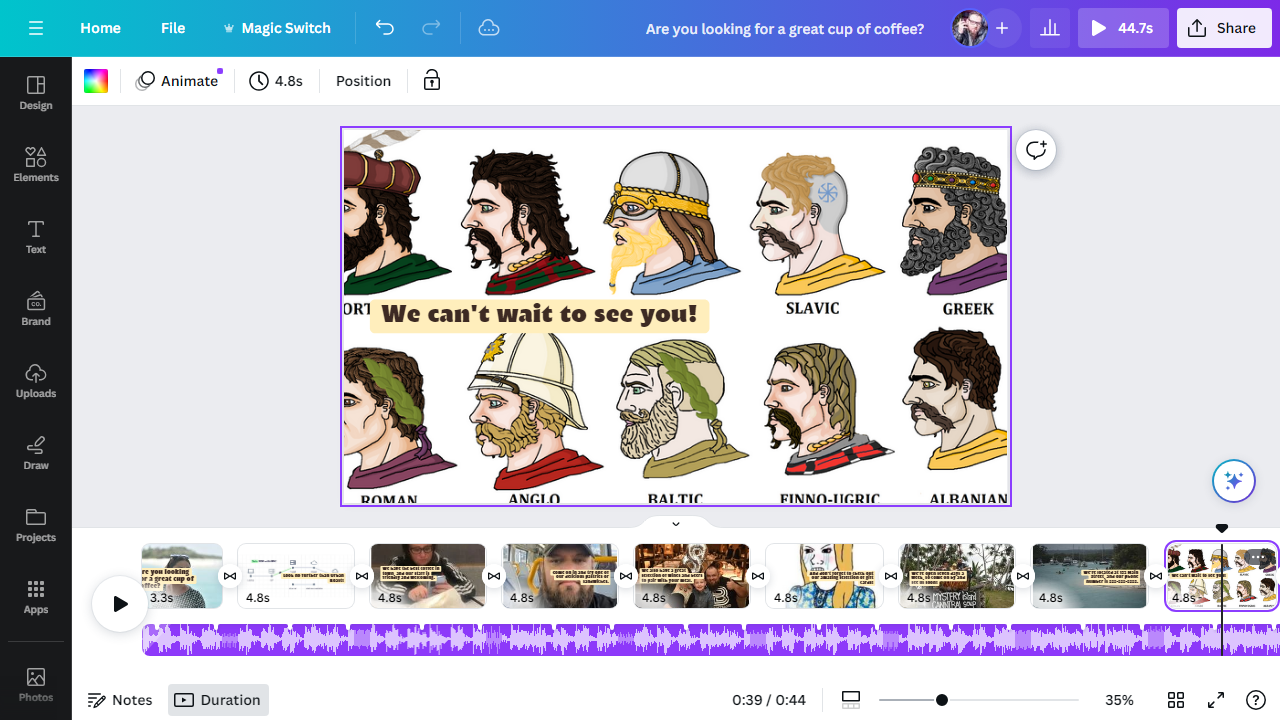 Home
File
Magic Switch
Are you looking for a great cup of coffee?
44.7s
Share
Design
Elements
Text
Brand
Uploads
Draw
Projects
Apps
Photos
Animate
4.8s
Position
SLAVIC
GREEK
We can't wait to see you!
ROMAN
ANGLO
BALTIC
FINNO-UGRIC
ALBANIAN
3.3s
4.8s
4.8s
4.8s
4.8s
4.8s
4.8s
4.8s
4.8s
Notes
Duration
0:39 / 0:44
35%